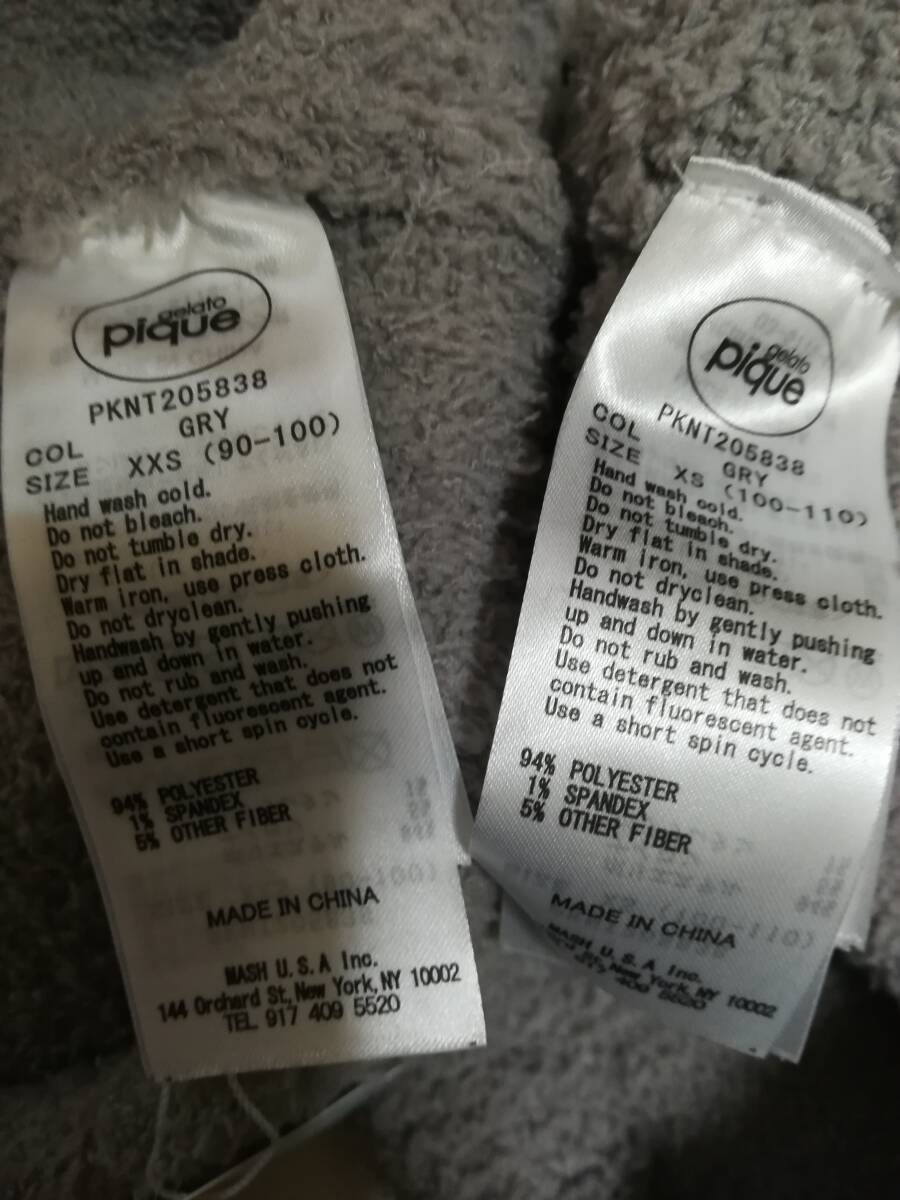 gelato
pique
PKNT205838
COL GRY
SIZE XXS (90-100)
Hand wash cold.
Do not bleach.
Do not tumble dry.
Dry flat in shade.
Warm iron, use press cloth.
Do not dryclean.
Handwash by gently pushing
up and down in water.
Do not rub and wash.
Use detergent that does not
contain fluorescent agent.
Use a short spin cycle.
94% POLYESTER
1% SPANDEX
5% OTHER FIBER
MADE IN CHINA
MASH U.S.A Inc.
144 Orchard St, New York, NY 10002
TEL 917 409 5520
gelato
pique
PKNT205838
COL GRY
SIZE XS (100-110)
Hand wash cold.
Do not bleach.
Do not tumble dry.
Dry flat in shade.
Warm iron, use press cloth.
Do not dryclean.
Handwash by gently pushing
up and down in water.
Do not rub and wash.
Use detergent that does not
contain fluorescent agent.
Use a short spin cycle.
94% POLYESTER
1% SPANDEX
5% OTHER FIBER
MADE IN CHINA
MASH U.S.A Inc.
York, NY 10002
409 5520